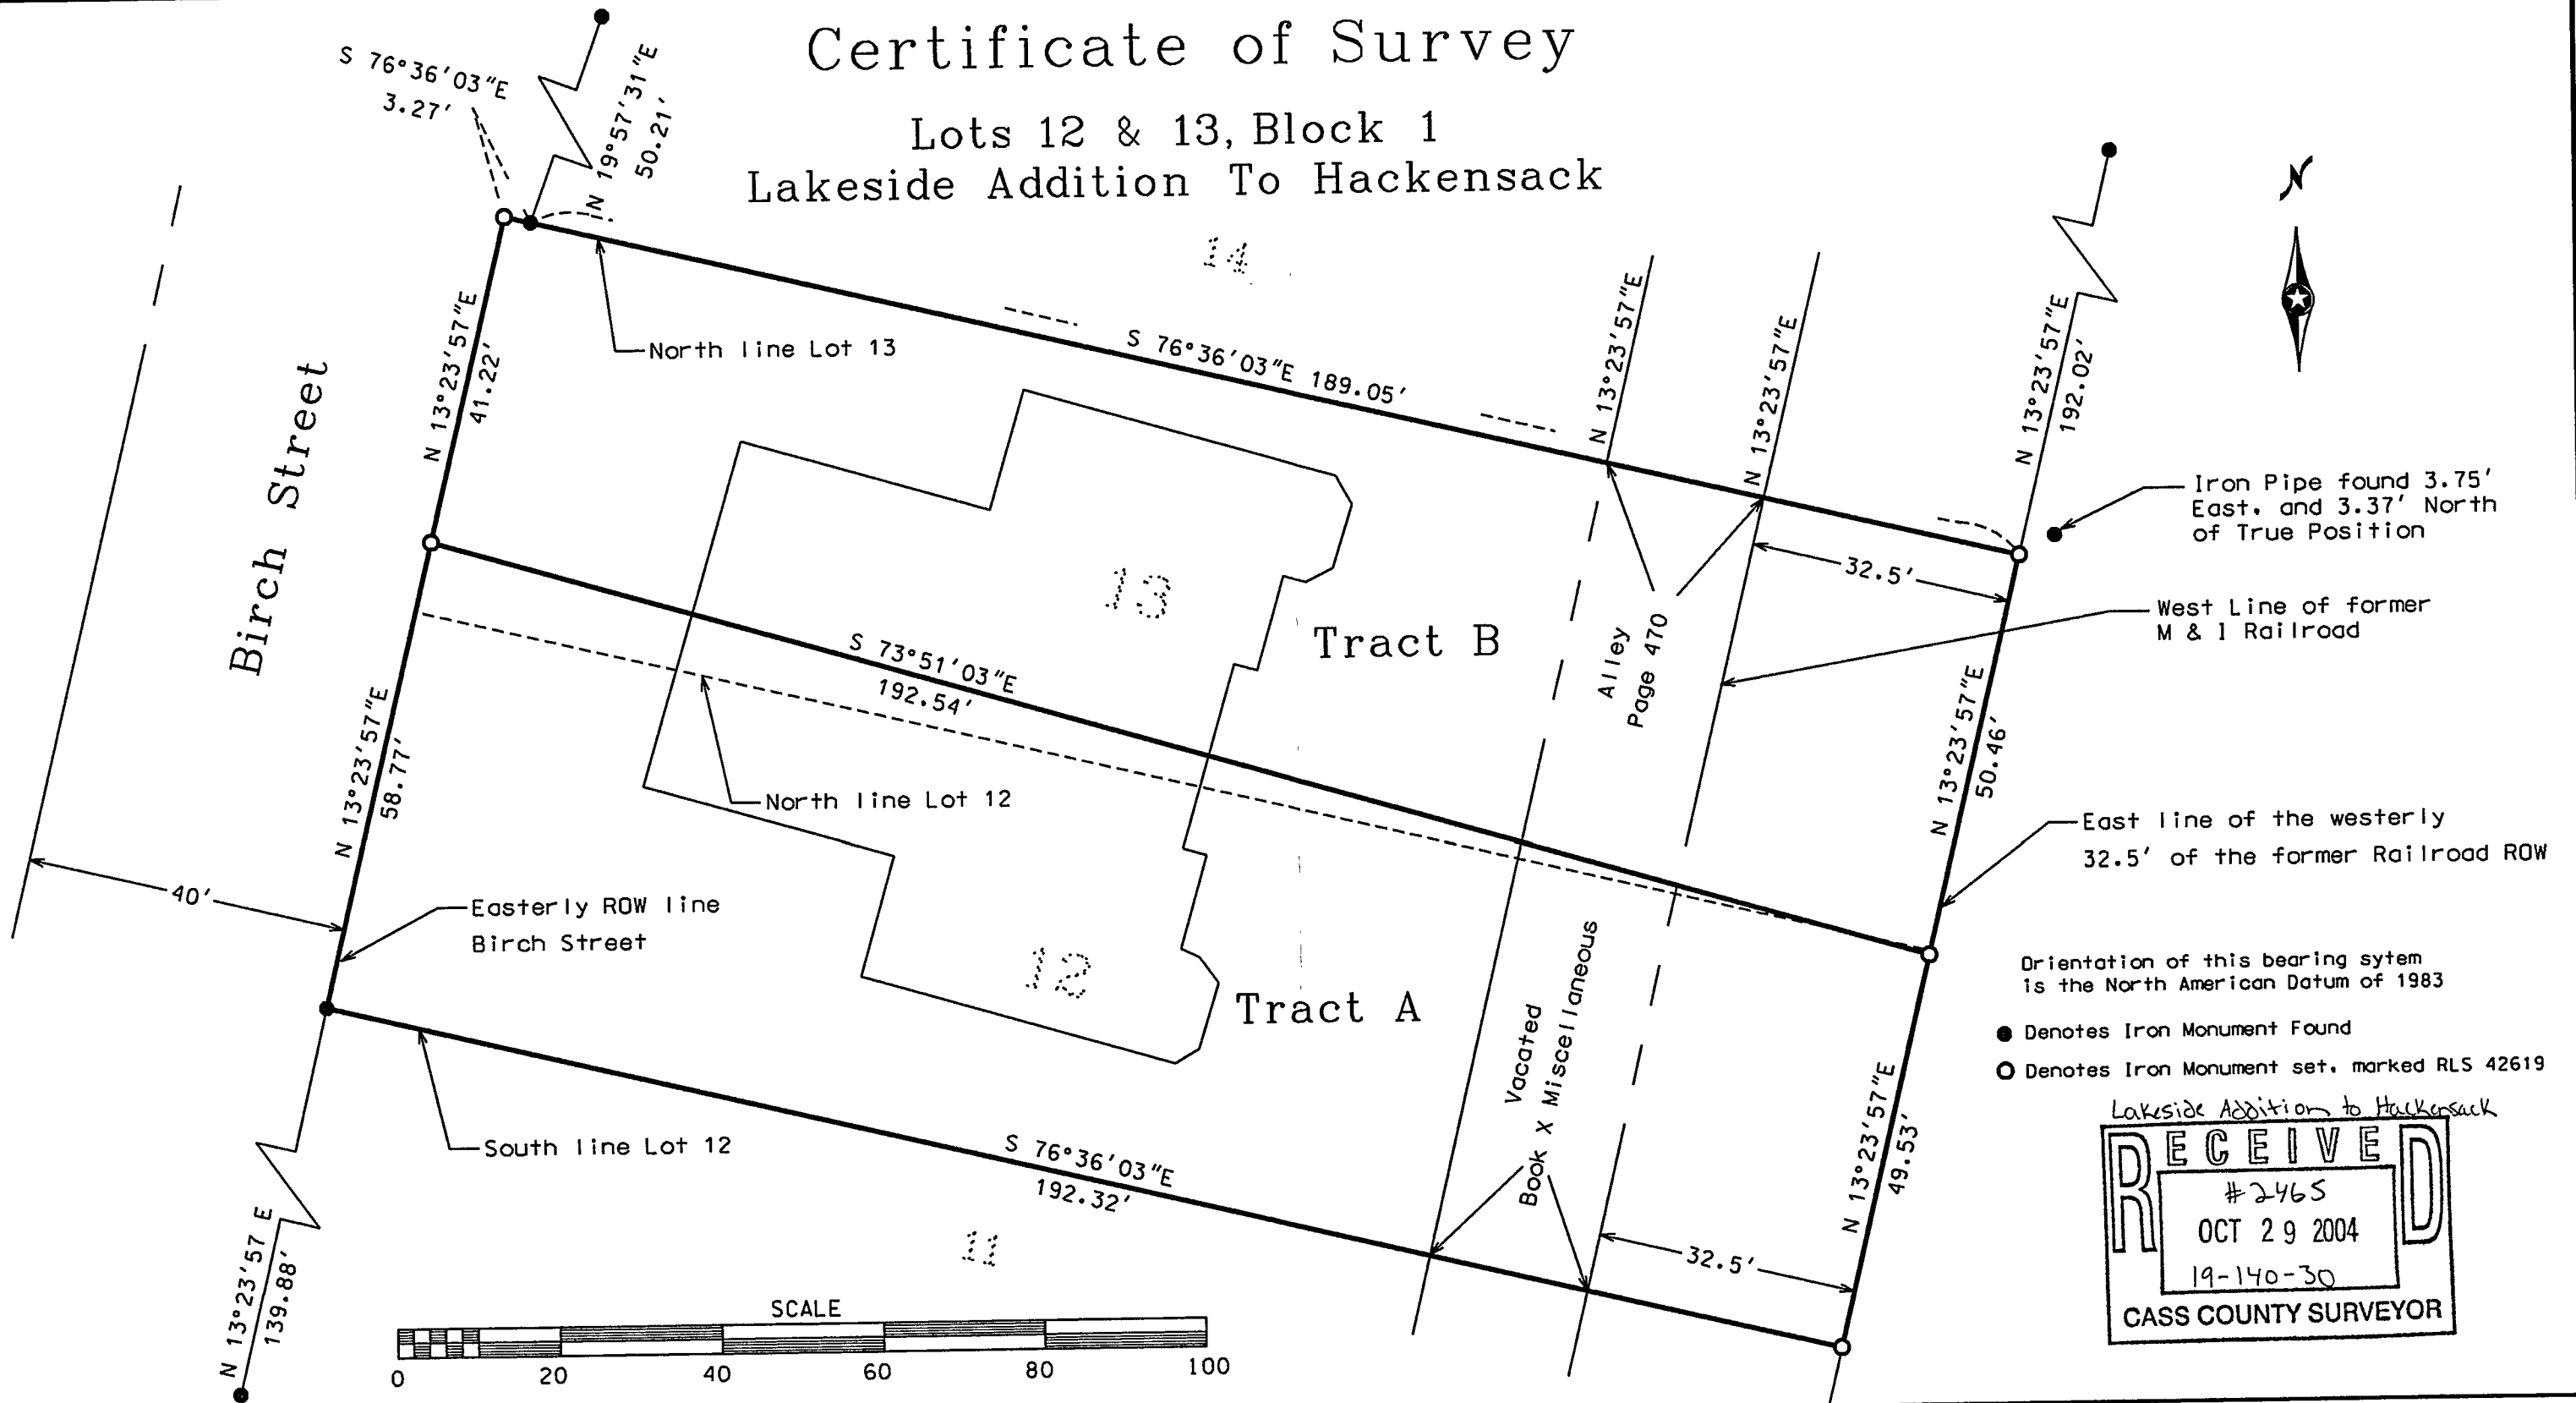 Certificate of Survey
Lots 12 & 13, Block 1
Lakeside Addition To Hackensack
S 76°36'03"E
3.27'
N 19°57'31"E
50.21'
N
14
North line Lot 13
S 76°36'03"E 189.05'
N 13°23'57"E
41.22'
N 13°23'57"E
N 13°23'57"E
N 13°23'57"E
192.02'
Iron Pipe found 3.75'
East. and 3.37' North
of True Position
32.5'
West Line of former
M & I Railroad
Birch Street
13
Tract B
Alley
Page 470
S 73°51'03"E
192.54'
N 13°23'57"E
58.77'
North line Lot 12
N 13°23'57"E
50.46'
East line of the westerly
32.5' of the former Railroad ROW
40'
Easterly ROW line
Birch Street
12
Tract A
Vacated
Book X Miscellaneous
Orientation of this bearing sytem
is the North American Datum of 1983
Denotes Iron Monument Found
Denotes Iron Monument set. marked RLS 42619
N 13°23'57"E
49.53'
South line Lot 12
S 76°36'03"E
192.32'
11
32.5'
N 13°23'57 E
139.88'
SCALE
0 20 40 60 80 100
Lakeside Addition to Hackensack
RECEIVED
#2465
OCT 29 2004
19-140-30
CASS COUNTY SURVEYOR